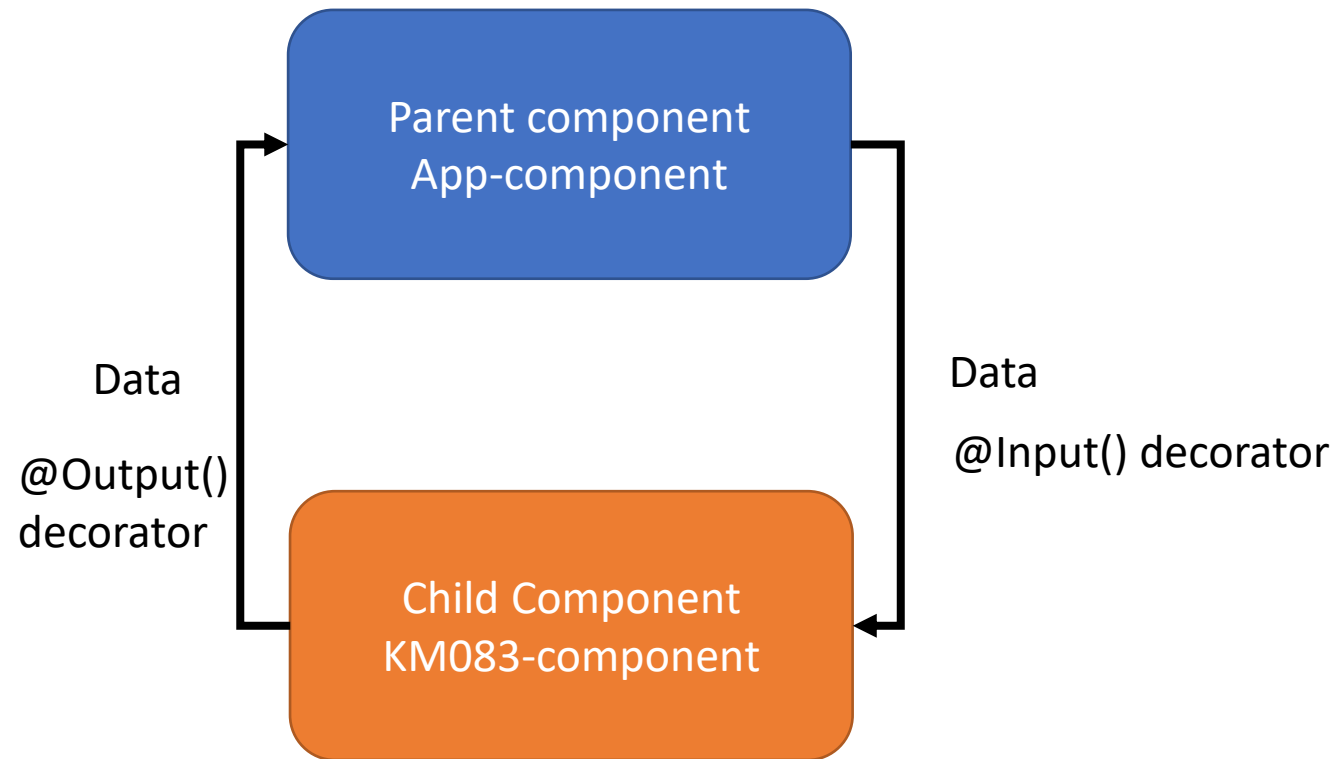 Parent component
App-component
Data
@Output()
decorator
Data
@Input() decorator
Child Component
KM083-component